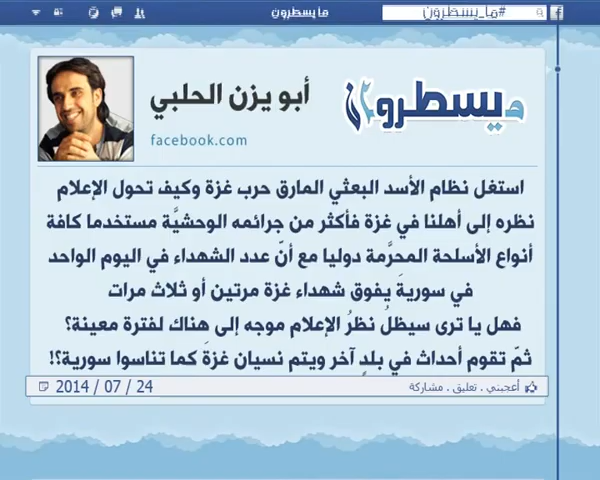 ما يسطرون
#ما_يسطرون
ما يسطرون
أبو يزن الحلبي
facebook.com
استغل نظام الأسد البعثي المارق حرب غزة وكيف تحول الإعلام
نظره إلى أهلنا في غزة فأكثر من جرائمه الوحشيَّة مستخدما كافة
أنواع الأسلحة المحرَّمة دوليا مع أنّ عدد الشهداء في اليوم الواحد
في سوريةَ يفوق شهداء غزة مرتين أو ثلاث مرات
فهل يا ترى سيظلُ نظرُ الإعلام موجه إلى هناك لفترة معينة؟
ثمّ تقوم أحداث في بلدٍ آخر ويتم نسيان غزةَ كما تناسوا سورية؟!
أعجبني . تعليق . مشاركة
2014 / 07 / 24